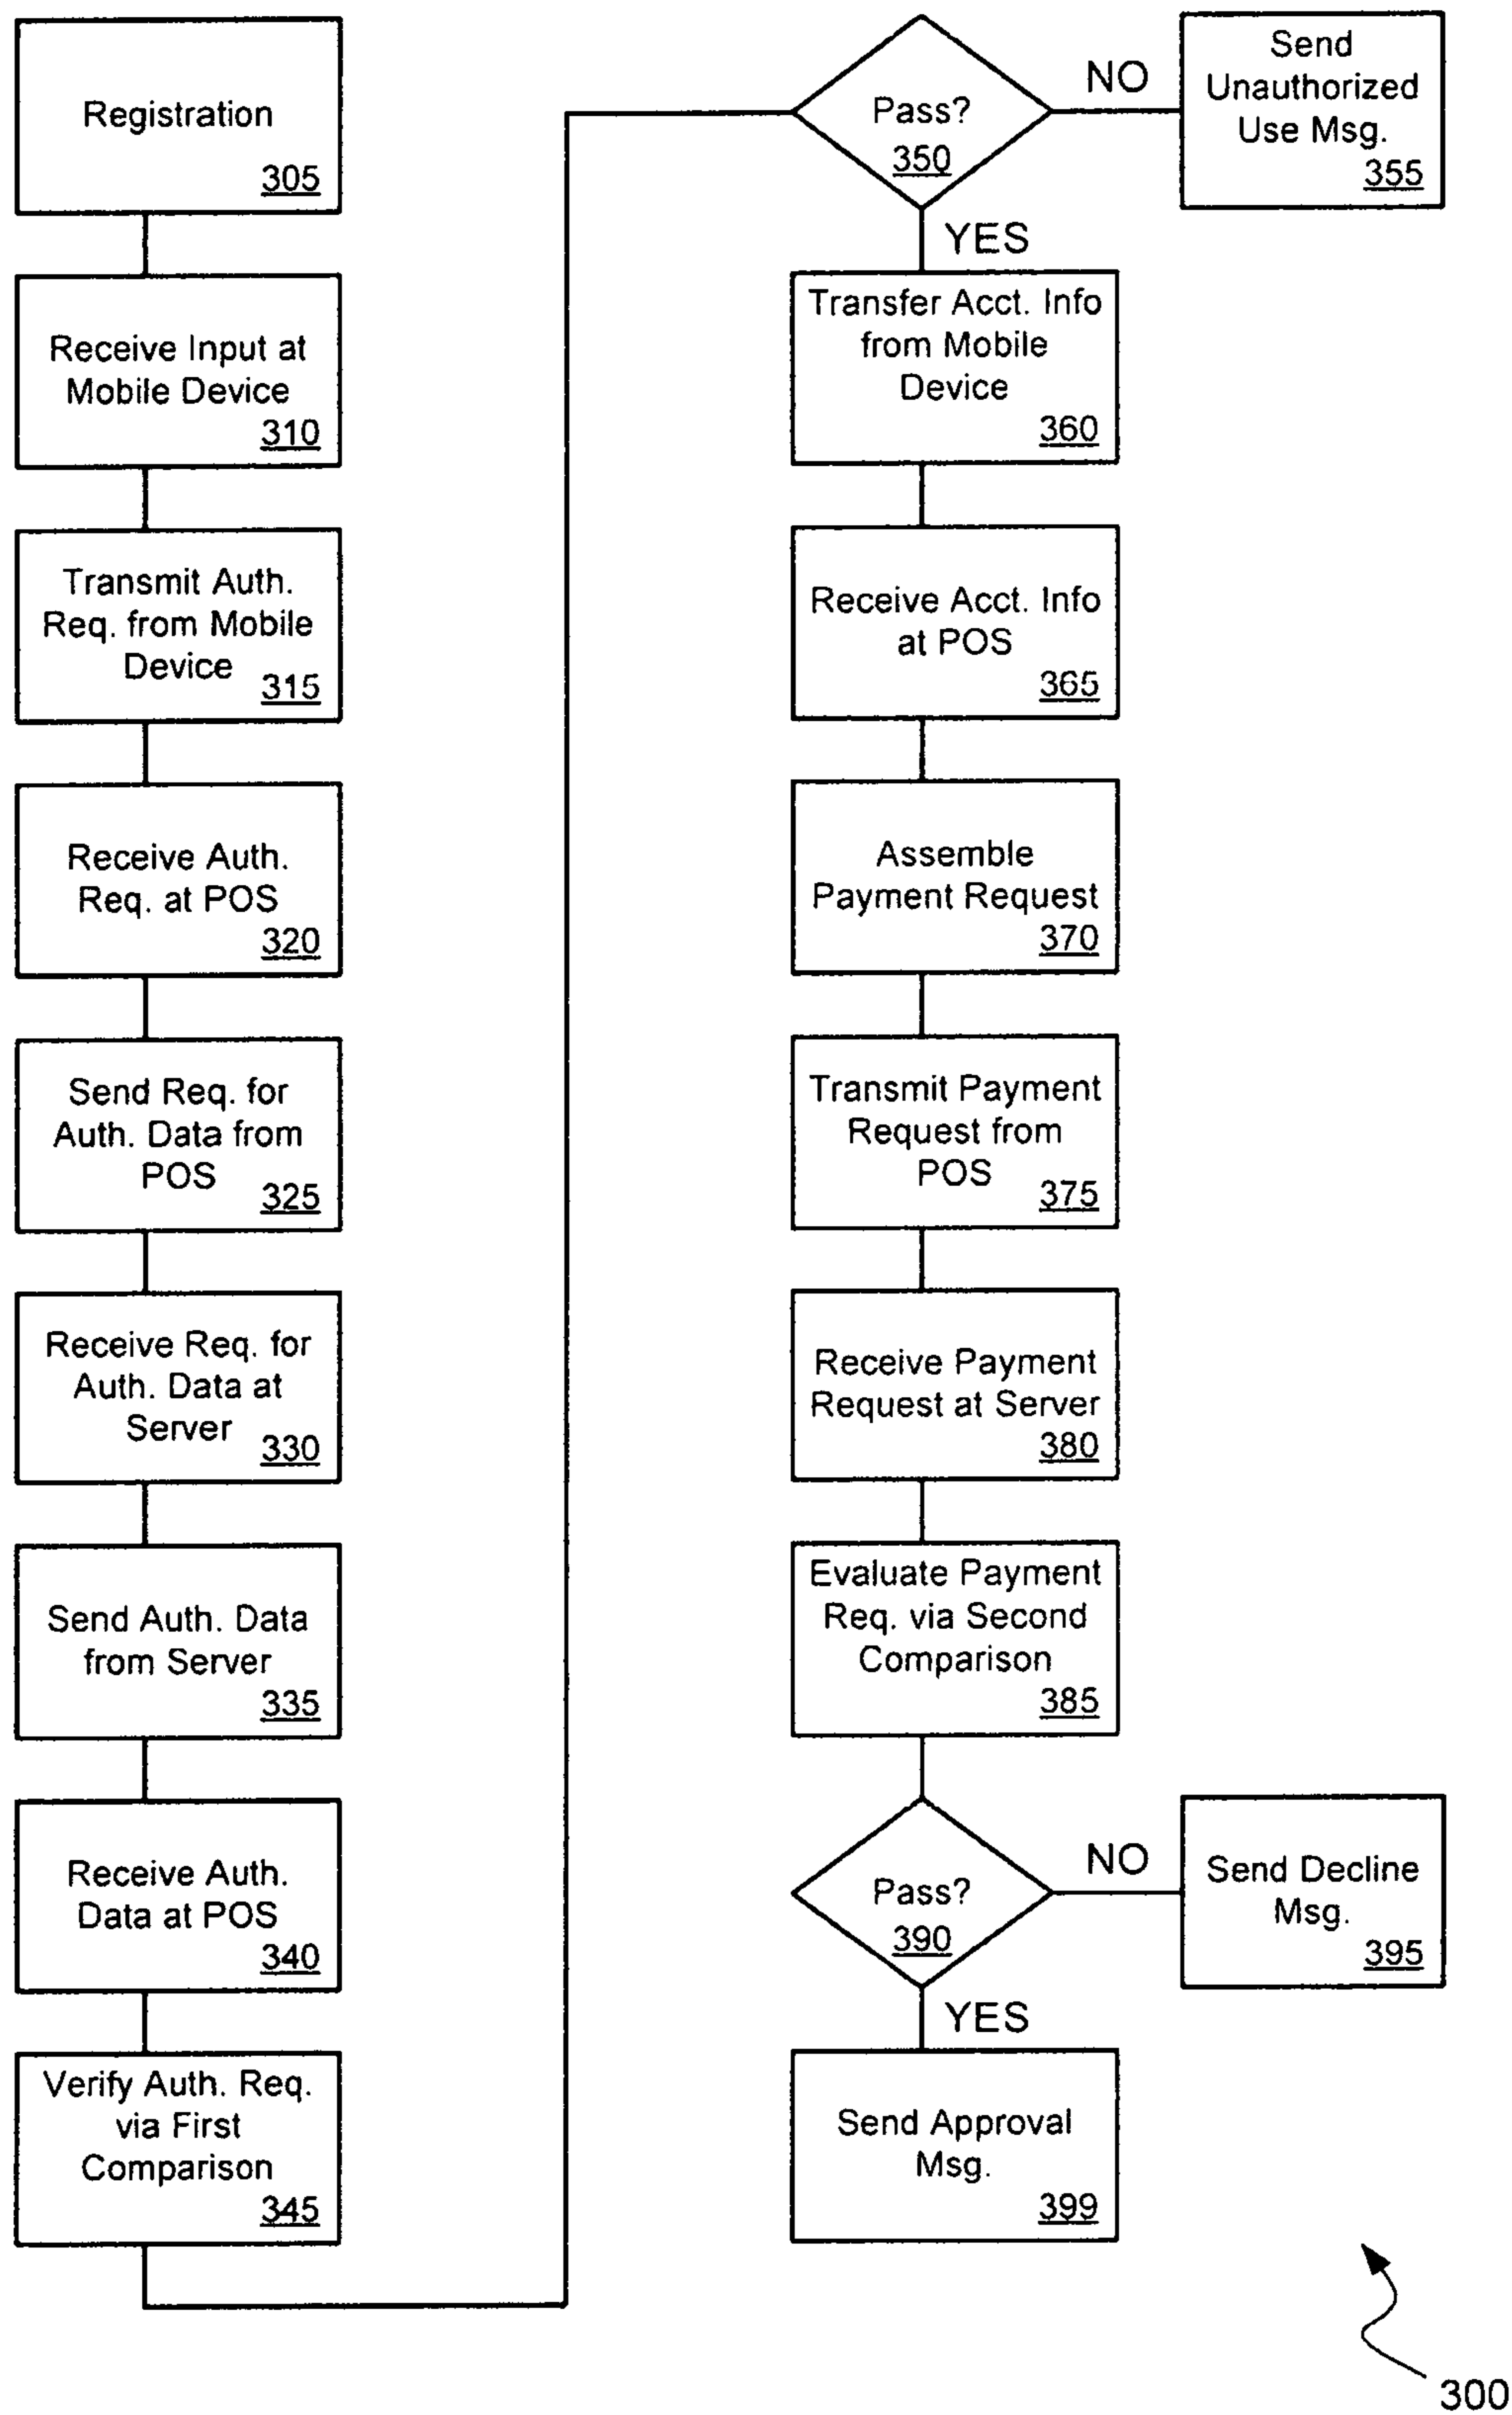 Registration
305
Receive Input at
Mobile Device
310
Transmit Auth.
Req. from Mobile
Device
315
Receive Auth.
Req. at POS
320
Send Req. for
Auth. Data from
POS
325
Receive Req. for
Auth. Data at
Server
330
Send Auth. Data
from Server
335
Receive Auth.
Data at POS
340
Verify Auth. Req.
via First
Comparison
345
Pass?
350
NO
Send
Unauthorized
Use Msg.
355
YES
Transfer Acct. Info
from Mobile
Device
360
Receive Acct. Info
at POS
365
Assemble
Payment Request
370
Transmit Payment
Request from
POS
375
Receive Payment
Request at Server
380
Evaluate Payment
Req. via Second
Comparison
385
Pass?
390
NO
Send Decline
Msg.
395
YES
Send Approval
Msg.
399
300